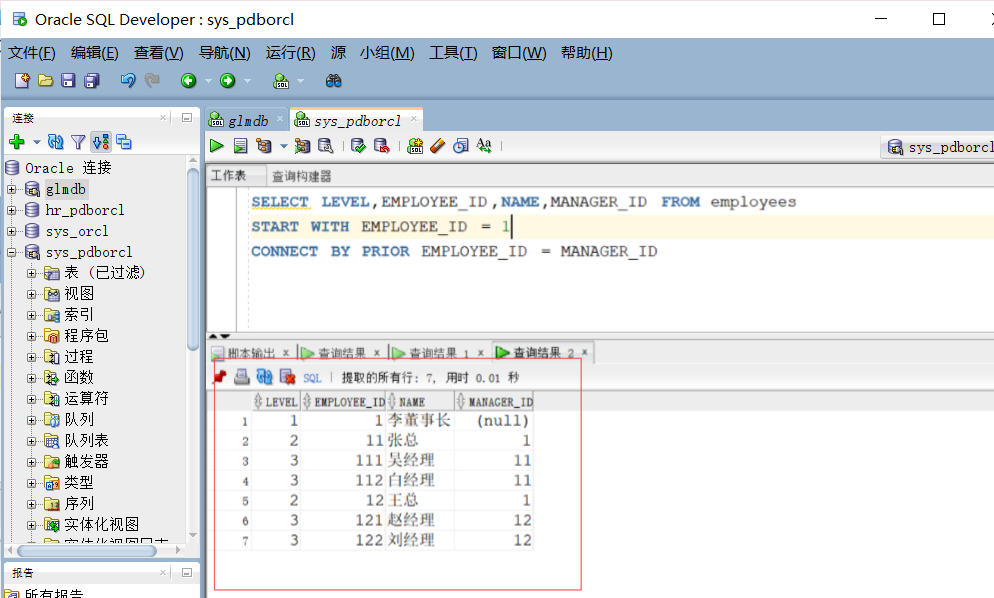 Oracle SQL Developer : sys_pdborcl
文件(F) 编辑(E) 查看(V) 导航(N) 运行(R) 源 小组(M) 工具(T) 窗口(W) 帮助(H)
连接
glmdb
sys_pdborcl
sys_pdborcl
Oracle 连接
glmdb
hr_pdborcl
sys_orcl
sys_pdborcl
表 (已过滤)
视图
索引
程序包
过程
函数
运算符
队列
队列表
触发器
类型
序列
实体化视图
实体化视图日志
报告
所有报告
工作表 查询构建器
SELECT LEVEL,EMPLOYEE_ID,NAME,MANAGER_ID FROM employees
START WITH EMPLOYEE_ID = 1
CONNECT BY PRIOR EMPLOYEE_ID = MANAGER_ID
脚本输出 × 查询结果 × 查询结果 1 × 查询结果 2 ×
SQL | 提取的所有行: 7, 用时 0.01 秒
LEVEL EMPLOYEE_ID NAME MANAGER_ID
1 1 1 李董事长 (null)
2 2 11 张总 1
3 3 111 吴经理 11
4 3 112 白经理 11
5 2 12 王总 1
6 3 121 赵经理 12
7 3 122 刘经理 12